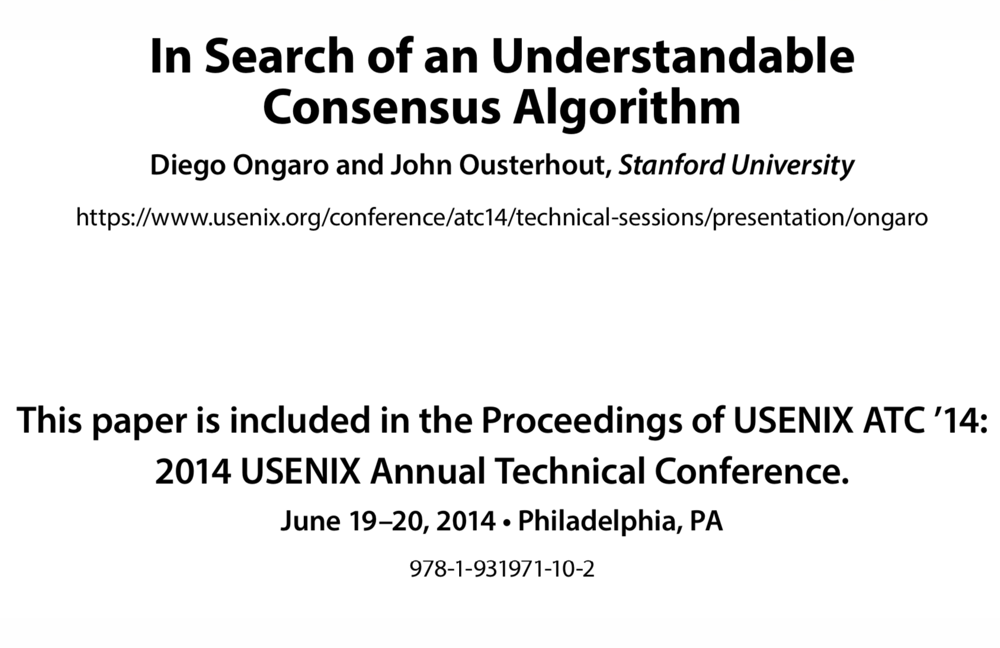 In Search of an Understandable
Consensus Algorithm
Diego Ongaro and John Ousterhout, Stanford University
https://www.usenix.org/conference/atc14/technical-sessions/presentation/ongaro
This paper is included in the Proceedings of USENIX ATC ’14:
2014 USENIX Annual Technical Conference.
June 19–20, 2014 • Philadelphia, PA
978-1-931971-10-2